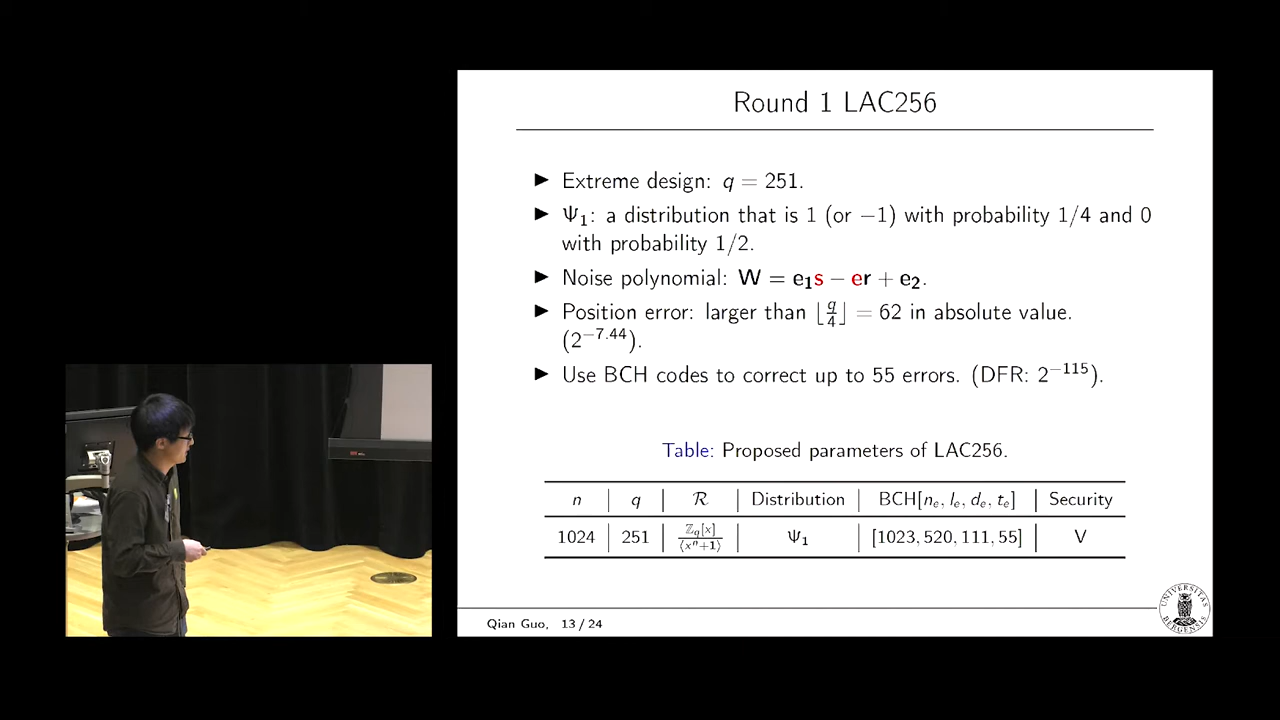 Round 1 LAC256
▶ Extreme design: q = 251.
▶ Ψ₁: a distribution that is 1 (or −1) with probability 1/4 and 0
with probability 1/2.
▶ Noise polynomial: W = e₁s − er + e₂.
▶ Position error: larger than ⌊q/4⌋ = 62 in absolute value.
(2^−7.44).
▶ Use BCH codes to correct up to 55 errors. (DFR: 2^−115).
Table: Proposed parameters of LAC256.
n | q | ℛ | Distribution | BCH[nₑ, lₑ, dₑ, tₑ] | Security
1024 | 251 | ℤ_q[x]/⟨xⁿ+1⟩ | Ψ₁ | [1023, 520, 111, 55] | V
Qian Guo, 13 / 24
UNIVERSITAS
BERGENSIS